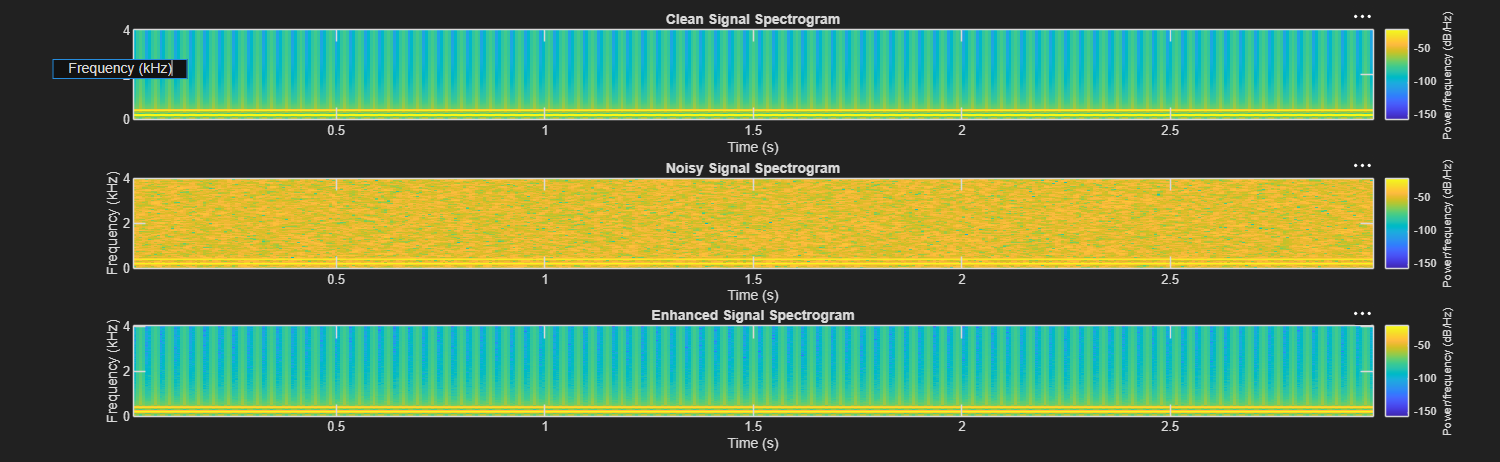 Clean Signal Spectrogram
...
4
Frequency (kHz)
0
0.5
1
1.5
2
2.5
Time (s)
-50
-100
-150
Power/frequency (dB/Hz)
Noisy Signal Spectrogram
...
4
2
0
Frequency (kHz)
0.5
1
1.5
2
2.5
Time (s)
-50
-100
-150
Power/frequency (dB/Hz)
Enhanced Signal Spectrogram
...
4
2
0
Frequency (kHz)
0.5
1
1.5
2
2.5
Time (s)
-50
-100
-150
Power/frequency (dB/Hz)